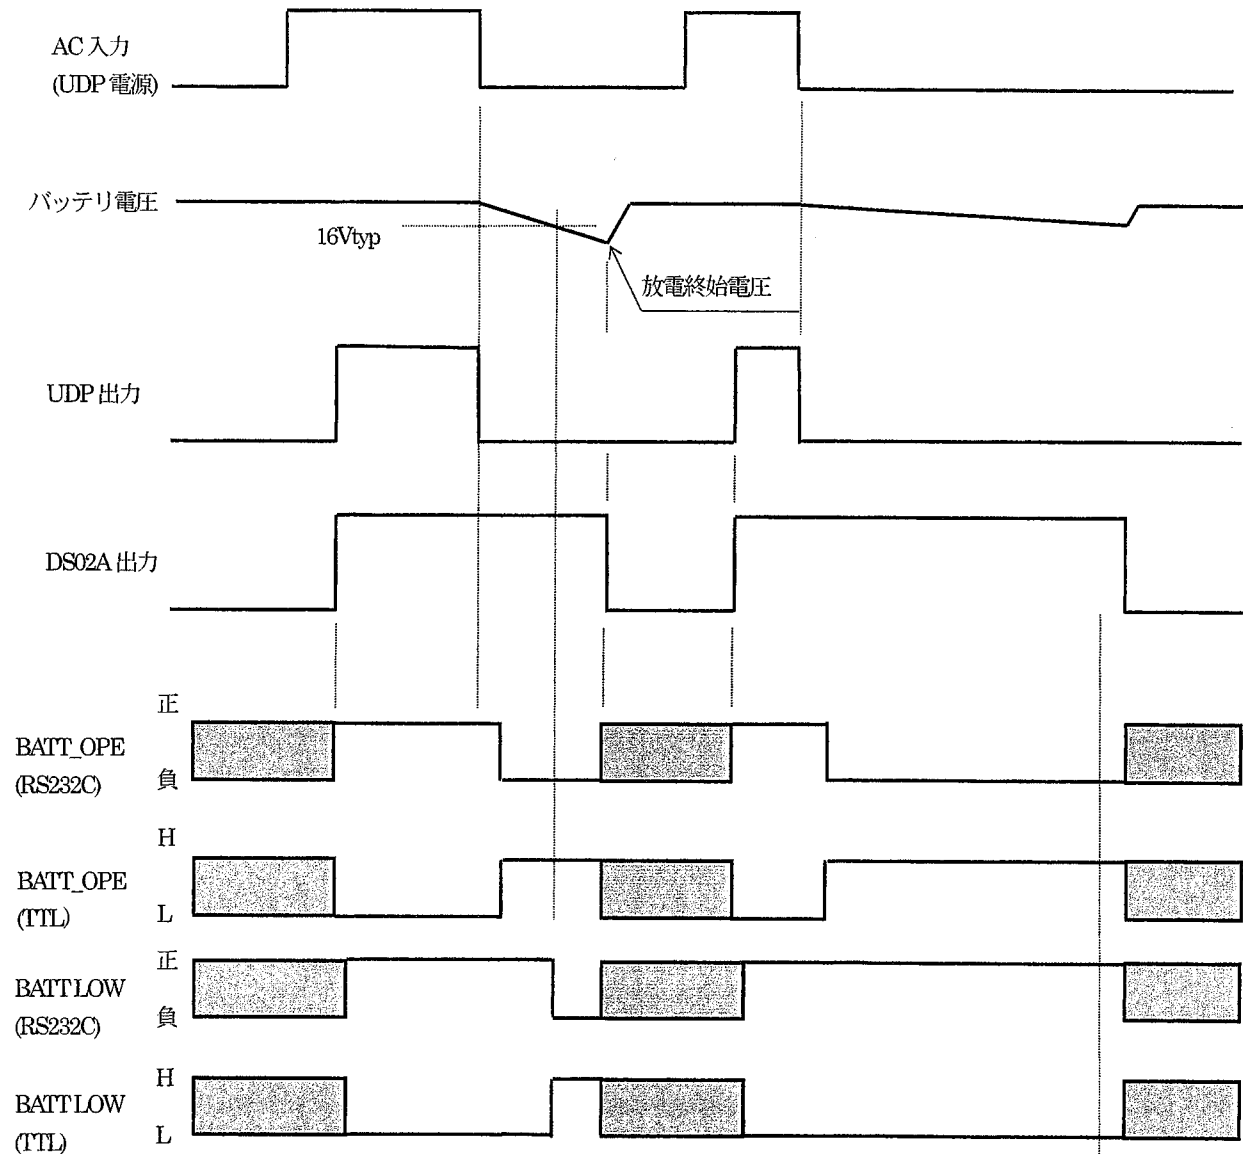 AC 入力
(UDP 電源)
バッテリ電圧
16Vtyp
放電終始電圧
UDP 出力
DS02A 出力
正
BATT_OPE
(RS232C)
負
H
BATT_OPE
(TTL)
L
正
BATT LOW
(RS232C)
負
H
BATT LOW
(TTL)
L